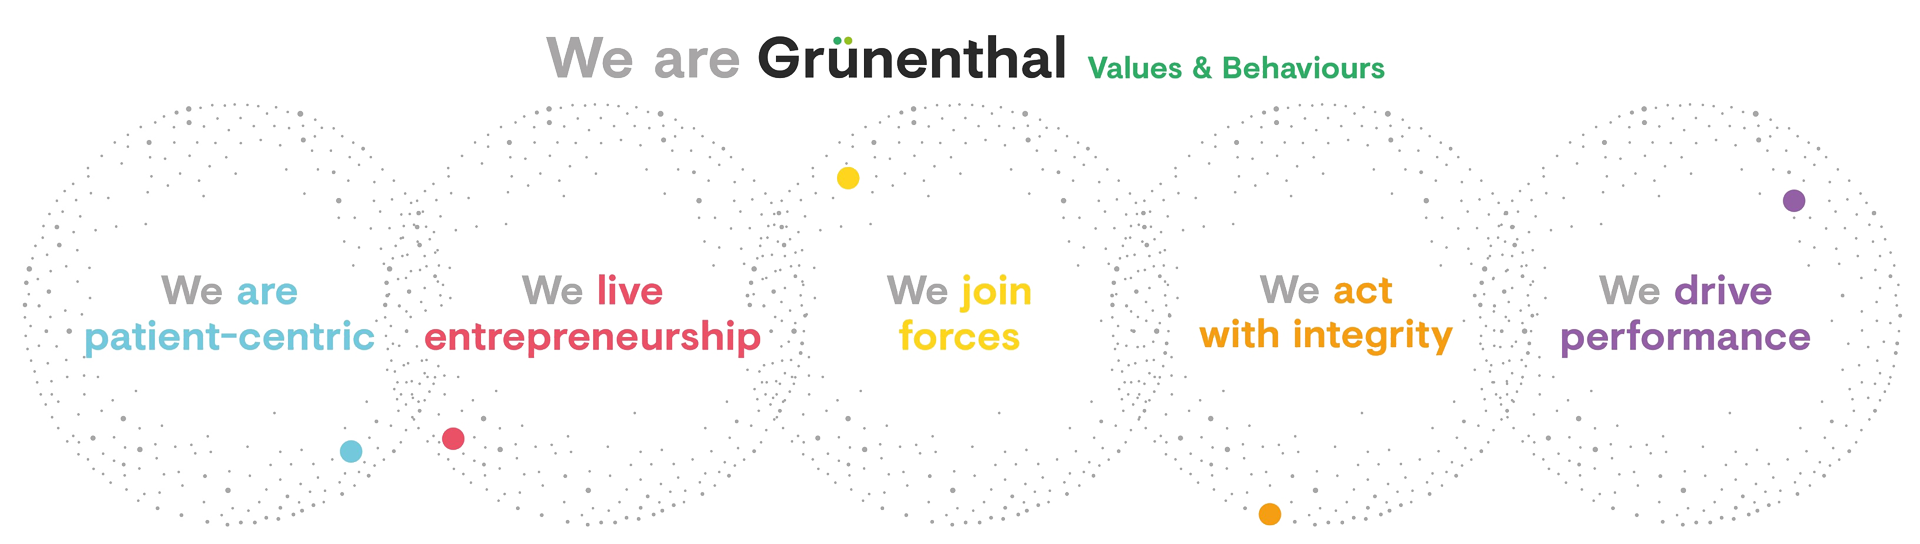 We are Grünenthal Values & Behaviours
We are
patient-centric
We live
entrepreneurship
We join
forces
We act
with integrity
We drive
performance